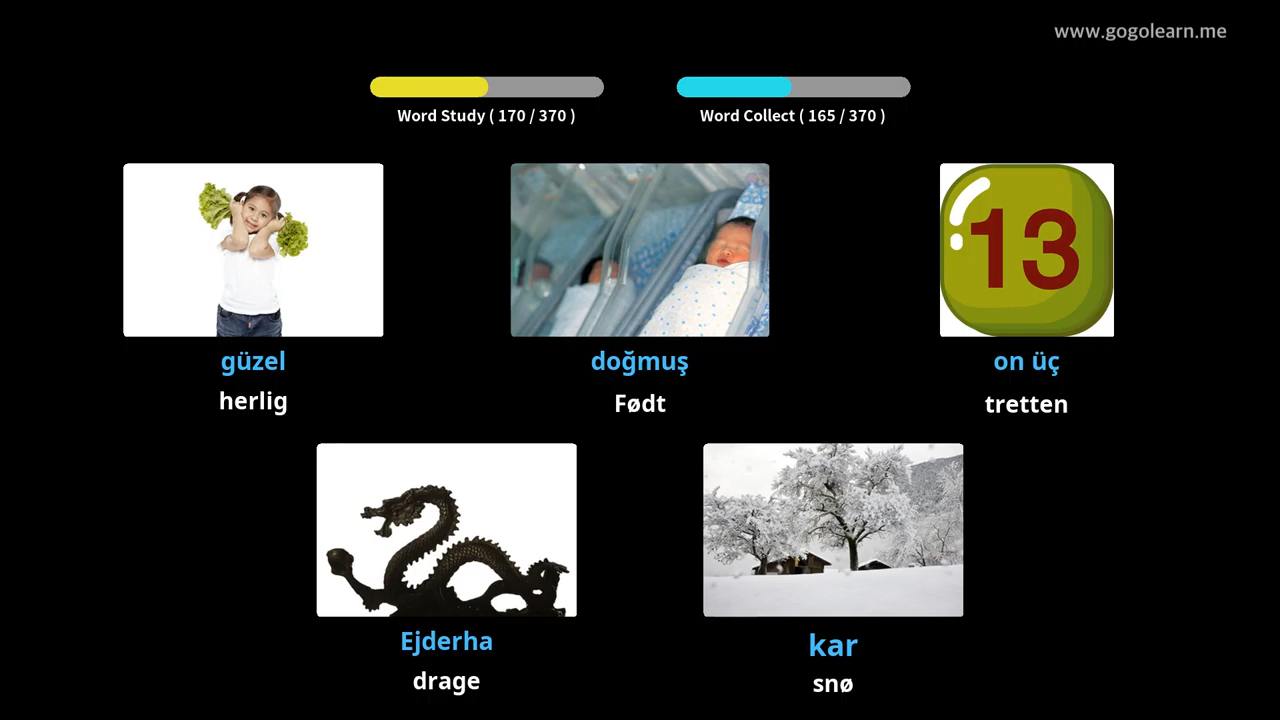 www.gogolearn.me
Word Study ( 170 / 370 )
Word Collect ( 165 / 370 )
13
güzel
herlig
doğmuş
Født
on üç
tretten
Ejderha
drage
kar
snø